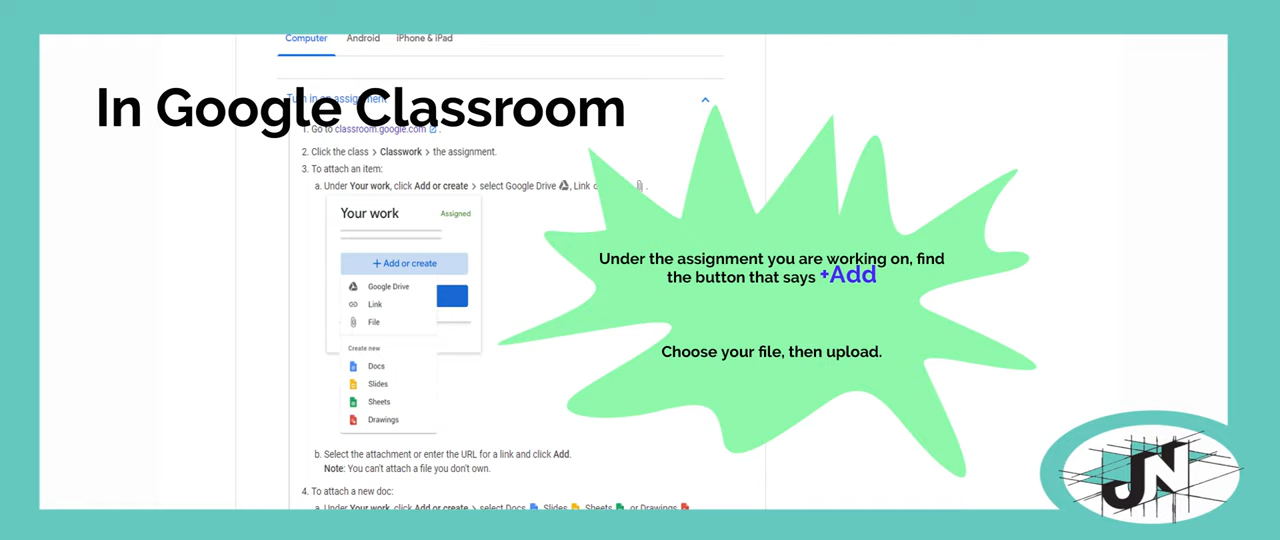 Computer Android iPhone & iPad
In Google Classroom
Turn in an assignment
1. Go to classroom.google.com.
2. Click the class > Classwork > the assignment.
3. To attach an item:
a. Under Your work, click Add or create > select Google Drive , Link
Your work Assigned
+ Add or create
Google Drive
Link
File
Create new
Docs
Slides
Sheets
Drawings
b. Select the attachment or enter the URL for a link and click Add.
Note: You can't attach a file you don't own.
4. To attach a new doc:
a. Under Your work, click Add or create > select Docs , Slides , Sheets , or Drawings
Under the assignment you are working on, find
the button that says +Add
Choose your file, then upload.
JN